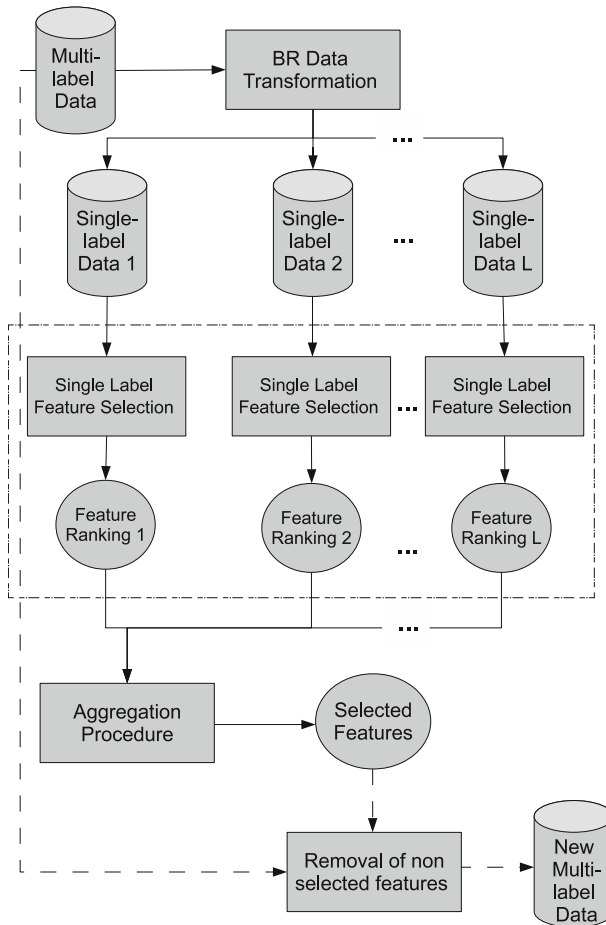 Multi-
label
Data
BR Data
Transformation
...
Single-
label
Data 1
Single-
label
Data 2
...
Single-
label
Data L
Single Label
Feature Selection
Single Label
Feature Selection
...
Single Label
Feature Selection
Feature
Ranking 1
Feature
Ranking 2
...
Feature
Ranking L
...
Aggregation
Procedure
Selected
Features
Removal of non
selected features
New
Multi-
label
Data